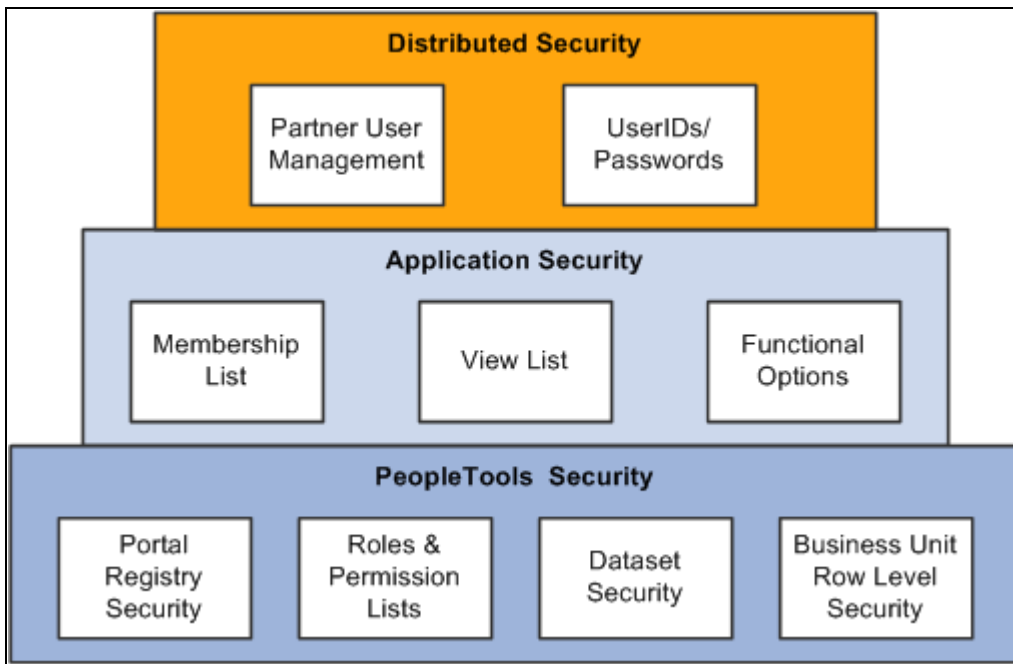 Distributed Security
Partner User
Management
UserIDs/
Passwords
Application Security
Membership
List
View List
Functional
Options
PeopleTools  Security
Portal
Registry
Security
Roles &
Permission
Lists
Dataset
Security
Business Unit
Row Level
Security